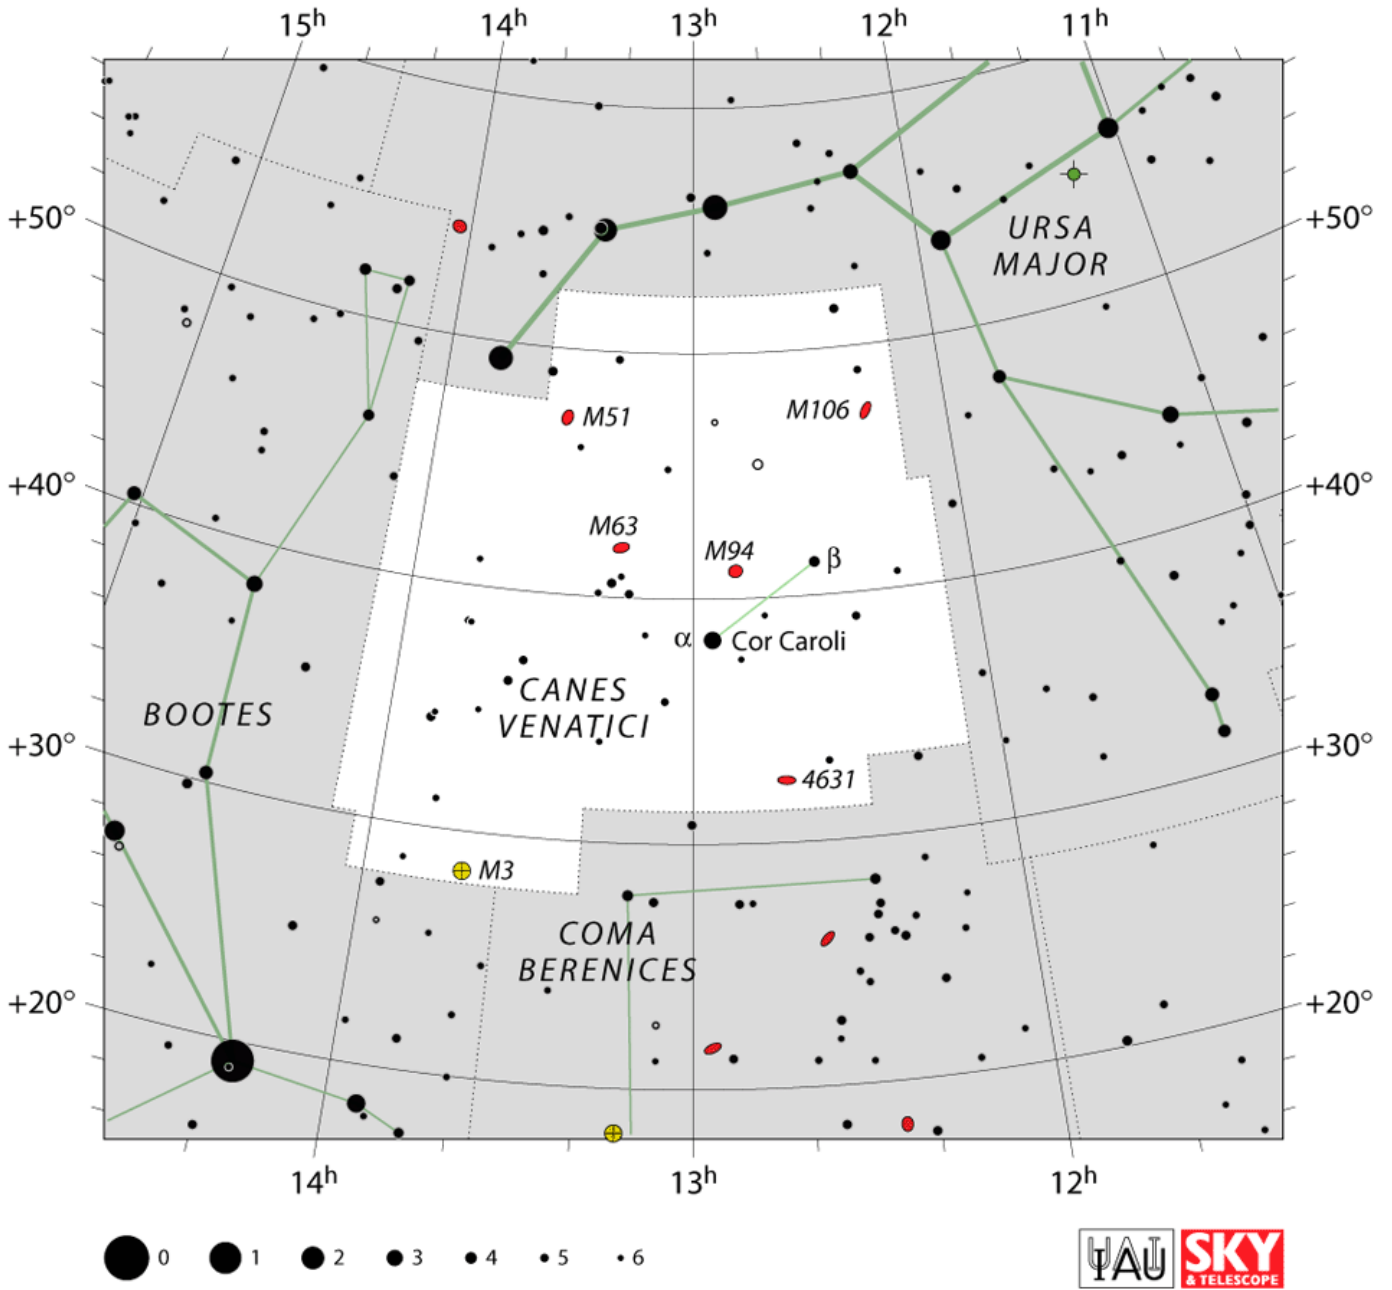 15h 14h 13h 12h 11h
+50° +50°
URSA
MAJOR
M51 M106
+40° +40°
M63
M94
β
α Cor Caroli
CANES
VENATICI
BOOTES
+30° +30°
4631
M3
COMA
BERENICES
+20° +20°
14h 13h 12h
0 1 2 3 4 5 6
IAU
SKY
& TELESCOPE